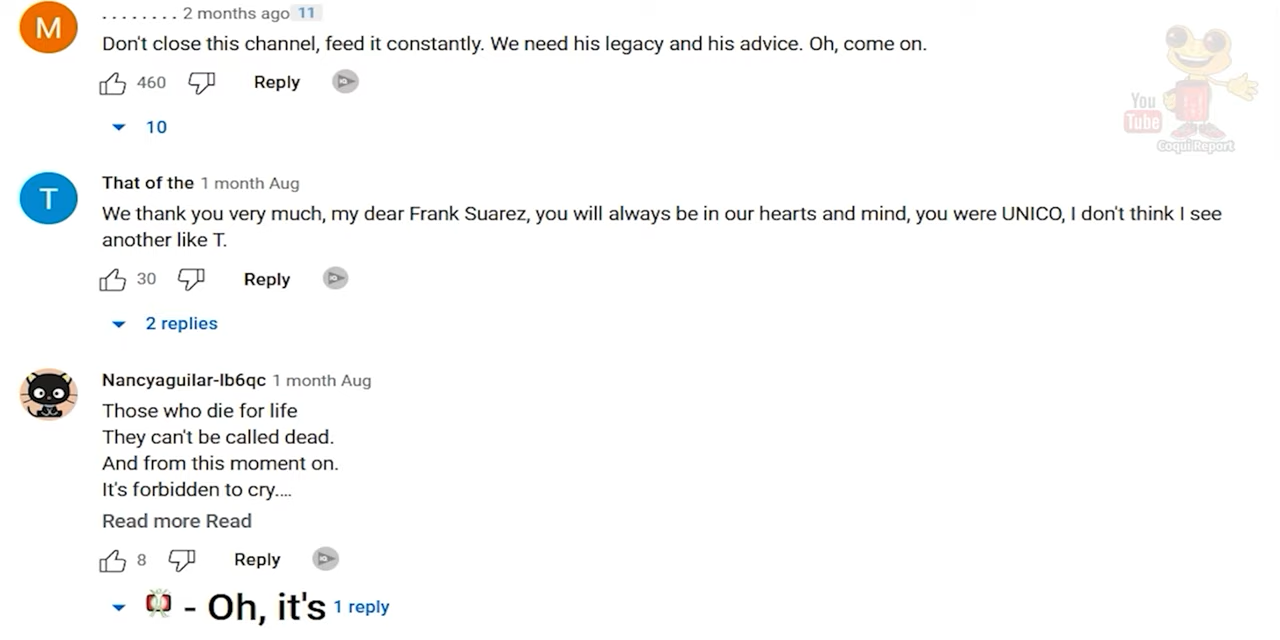 M
. . . . . . . . 2 months ago 11
Don't close this channel, feed it constantly. We need his legacy and his advice. Oh, come on.
460 Reply
10
You
Tube
Coqui Report
T
That of the 1 month Aug
We thank you very much, my dear Frank Suarez, you will always be in our hearts and mind, you were UNICO, I don't think I see
another like T.
30 Reply
2 replies
Nancyaguilar-lb6qc 1 month Aug
Those who die for life
They can't be called dead.
And from this moment on.
It's forbidden to cry....
Read more Read
8 Reply
- Oh, it's 1 reply